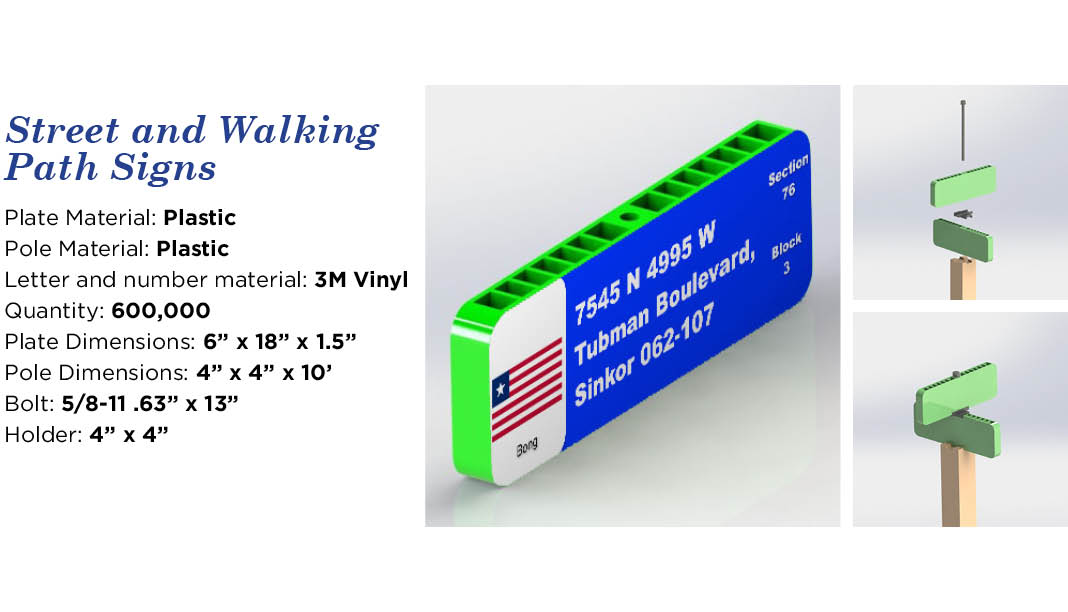 Street and Walking
Path Signs
Plate Material: Plastic
Pole Material: Plastic
Letter and number material: 3M Vinyl
Quantity: 600,000
Plate Dimensions: 6” x 18” x 1.5”
Pole Dimensions: 4” x 4” x 10’
Bolt: 5/8-11 .63” x 13”
Holder: 4” x 4”
7545 N 4995 W
Tubman Boulevard,
Sinkor 062-107
Section
76
Block
3
Bong